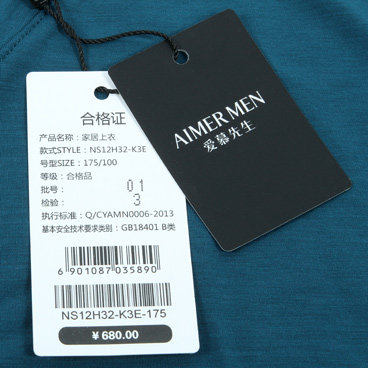 AIMER MEN
爱慕先生
合格证
产品名称：家居上衣
款式STYLE：NS12H32-K3E
号型SIZE：175/100
等级：合格品
批号： 01
检验： 3
执行标准：Q/CYAMN0006-2013
基本安全技术要求类别：GB18401 B类
6 901087 035890
NS12H32-K3E-175
￥680.00